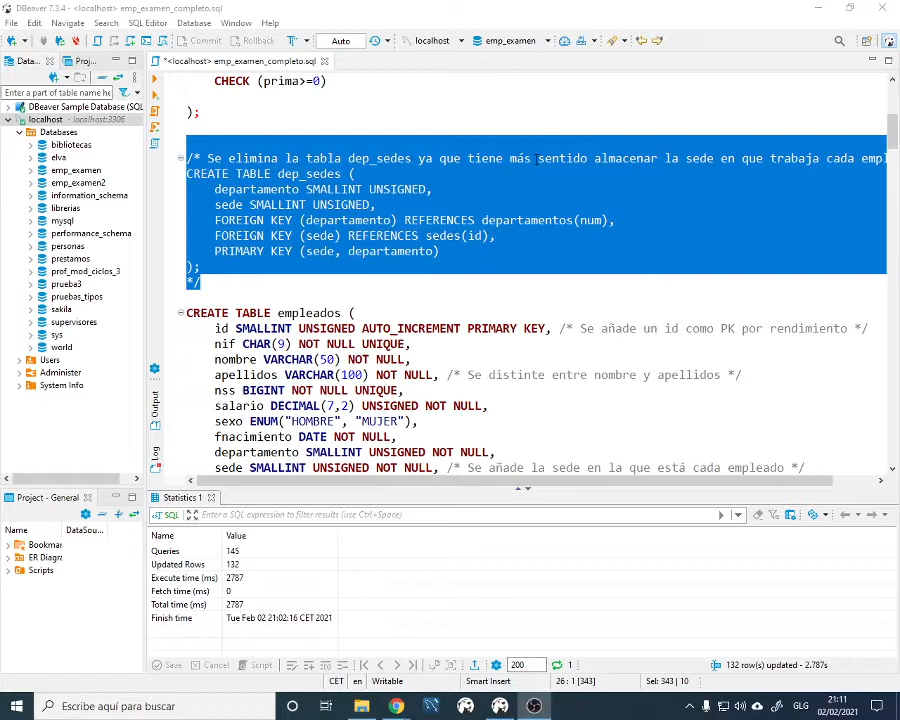 DBeaver 7.3.4 - <localhost> emp_examen_completo.sql
File Edit Navigate Search SQL Editor Database Window Help
Commit Rollback Auto localhost emp_examen
Data... Proj...
*<localhost> emp_examen_completo.sql
Enter a part of table name he
DBeaver Sample Database (SQL
localhost :3306
Databases
bibliotecas
elva
emp_examen
emp_examen2
information_schema
librerias
mysql
performance_schema
personas
prestamos
prof_mod_ciclos_3
prueba3
pruebas_tipos
sakila
supervisores
sys
world
Users
Administer
System Info
CHECK (prima>=0)
);
/* Se elimina la tabla dep_sedes ya que tiene más sentido almacenar la sede en que trabaja cada empl
CREATE TABLE dep_sedes (
departamento SMALLINT UNSIGNED,
sede SMALLINT UNSIGNED,
FOREIGN KEY (departamento) REFERENCES departamentos(num),
FOREIGN KEY (sede) REFERENCES sedes(id),
PRIMARY KEY (sede, departamento)
);
*/
CREATE TABLE empleados (
id SMALLINT UNSIGNED AUTO_INCREMENT PRIMARY KEY, /* Se añade un id como PK por rendimiento */
nif CHAR(9) NOT NULL UNIQUE,
nombre VARCHAR(50) NOT NULL,
apellidos VARCHAR(100) NOT NULL, /* Se distinte entre nombre y apellidos */
nss BIGINT NOT NULL UNIQUE,
salario DECIMAL(7,2) UNSIGNED NOT NULL,
sexo ENUM("HOMBRE", "MUJER"),
fnacimiento DATE NOT NULL,
departamento SMALLINT UNSIGNED NOT NULL,
sede SMALLINT UNSIGNED NOT NULL, /* Se añade la sede en la que está cada empleado */
Output
Log
Project - General
Name DataSou...
Bookmar
ER Diagra
Scripts
Statistics 1
SQL Enter a SQL expression to filter results (use Ctrl+Space)
Name Value
Queries 145
Updated Rows 132
Execute time (ms) 2787
Fetch time (ms) 0
Total time (ms) 2787
Finish time Tue Feb 02 21:02:16 CET 2021
Save Cancel Script 200 1 132 row(s) updated - 2.787s
CET en Writable Smart Insert 26 : 1 [343] Sel: 343 | 10
Escribe aquí para buscar
GLG
21:11
02/02/2021